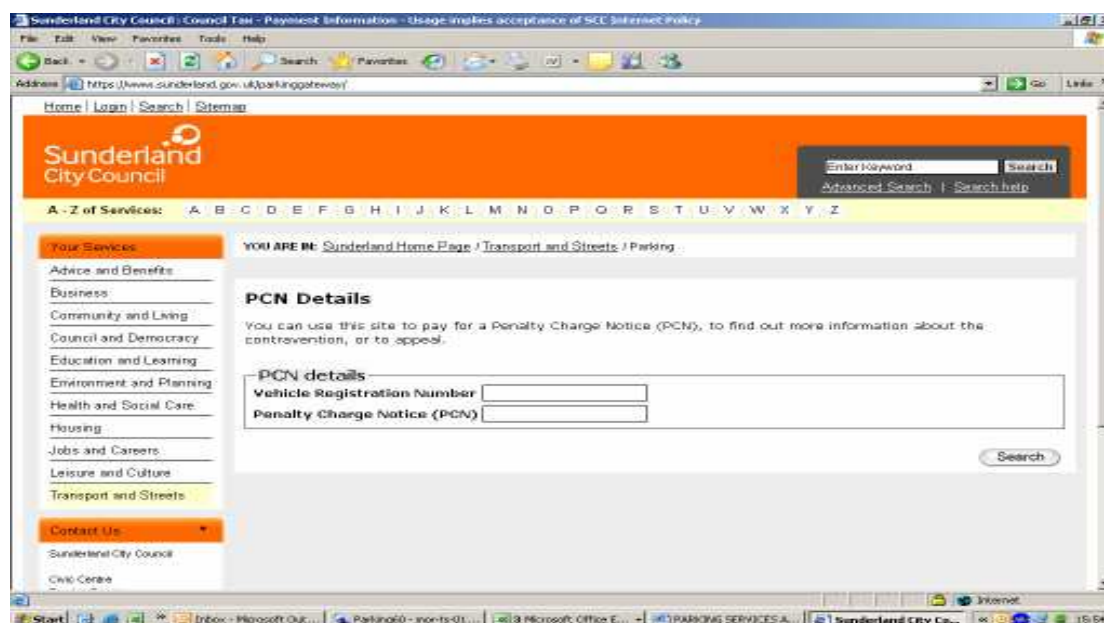 Sunderland City Council: Council Tax - Payment Information - Usage implies acceptance of SCC Internet Policy
File Edit View Favorites Tools Help
Back Search Favorites
Address https://www.sunderland.gov.uk/parkinggateway/ Go Links
Home | Login | Search | Sitemap
Sunderland
City Council
Enter Keyword Search
Advanced Search | Search help
A - Z of Services: A B C D E F G H I J K L M N O P Q R S T U V W X Y Z
Your Services
YOU ARE IN: Sunderland Home Page / Transport and Streets / Parking
Advice and Benefits
Business
Community and Living
Council and Democracy
Education and Learning
Environment and Planning
Health and Social Care
Housing
Jobs and Careers
Leisure and Culture
Transport and Streets
PCN Details
You can use this site to pay for a Penalty Charge Notice (PCN), to find out more information about the
contravention, or to appeal.
PCN details
Vehicle Registration Number
Penalty Charge Notice (PCN)
Search
Contact Us
Sunderland City Council
Civic Centre
Internet
Start Inbox - Microsoft Out... 3 Microsoft Office E... PARKING SERVICES A... Sunderland City Co... 15:54